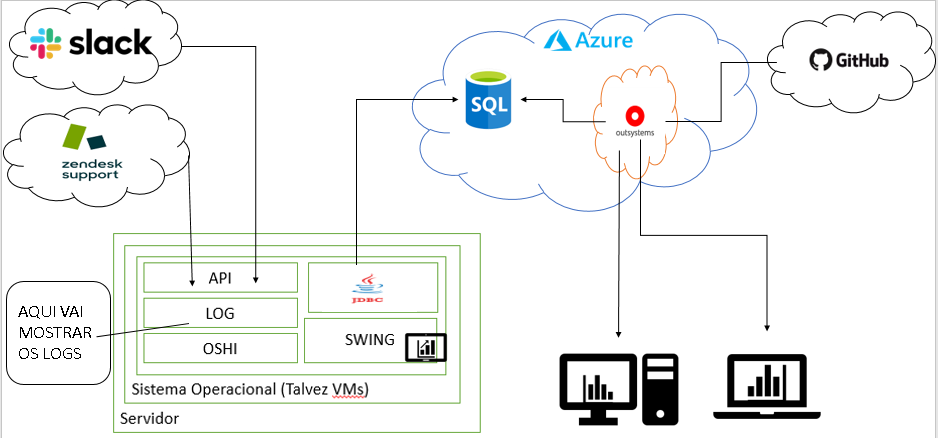 slack
Azure
GitHub
SQL
outsystems
zendesk
support
API
LOG
OSHI
JDBC
SWING
AQUI VAI
MOSTRAR
OS LOGS
Sistema Operacional (Talvez VMs)
Servidor